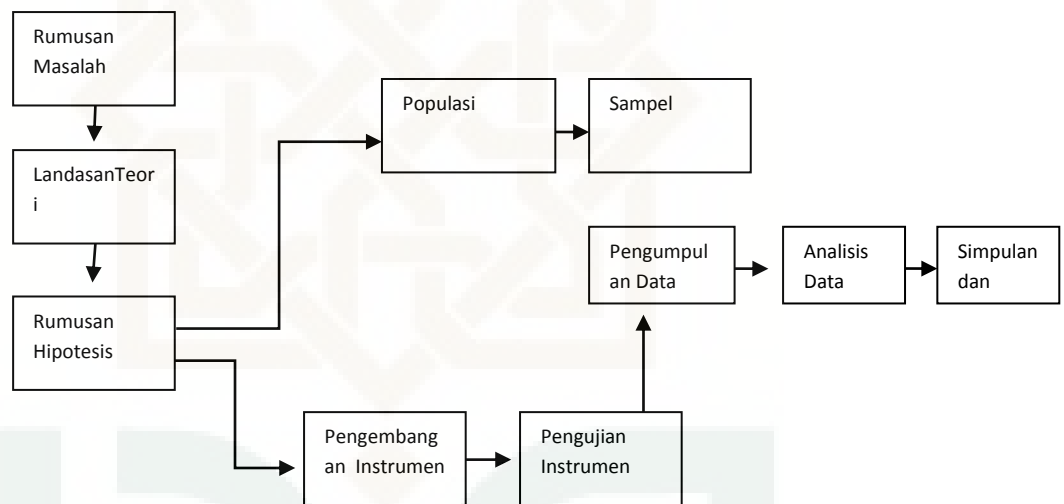 Rumusan
Masalah
LandasanTeor
i
Rumusan
Hipotesis
Populasi
Sampel
Pengumpul
an Data
Analisis
Data
Simpulan
dan
Pengembang
an Instrumen
Pengujian
Instrumen